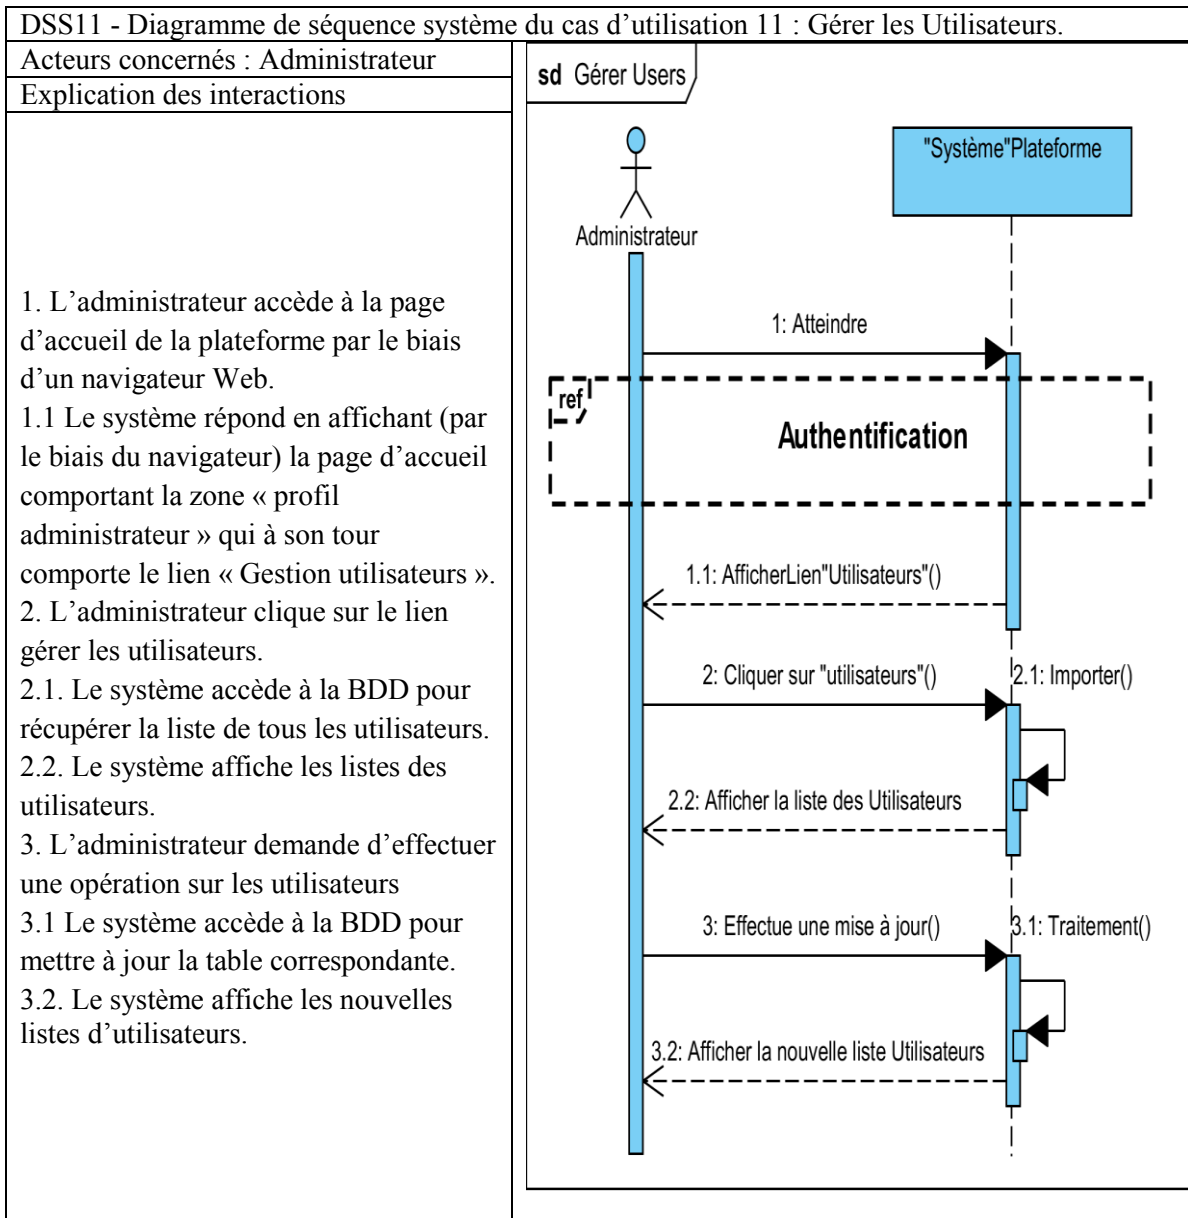 DSS11 - Diagramme de séquence système du cas d’utilisation 11 : Gérer les Utilisateurs.
Acteurs concernés : Administrateur
Explication des interactions
1. L’administrateur accède à la page
d’accueil de la plateforme par le biais
d’un navigateur Web.
1.1 Le système répond en affichant (par
le biais du navigateur) la page d’accueil
comportant la zone « profil
administrateur » qui à son tour
comporte le lien « Gestion utilisateurs ».
2. L’administrateur clique sur le lien
gérer les utilisateurs.
2.1. Le système accède à la BDD pour
récupérer la liste de tous les utilisateurs.
2.2. Le système affiche les listes des
utilisateurs.
3. L’administrateur demande d’effectuer
une opération sur les utilisateurs
3.1 Le système accède à la BDD pour
mettre à jour la table correspondante.
3.2. Le système affiche les nouvelles
listes d’utilisateurs.
sd Gérer Users
"Système"Plateforme
Administrateur
1: Atteindre
ref
Authentification
1.1: AfficherLien"Utilisateurs"()
2: Cliquer sur "utilisateurs"()
2.1: Importer()
2.2: Afficher la liste des Utilisateurs
3: Effectue une mise à jour()
3.1: Traitement()
3.2: Afficher la nouvelle liste Utilisateurs